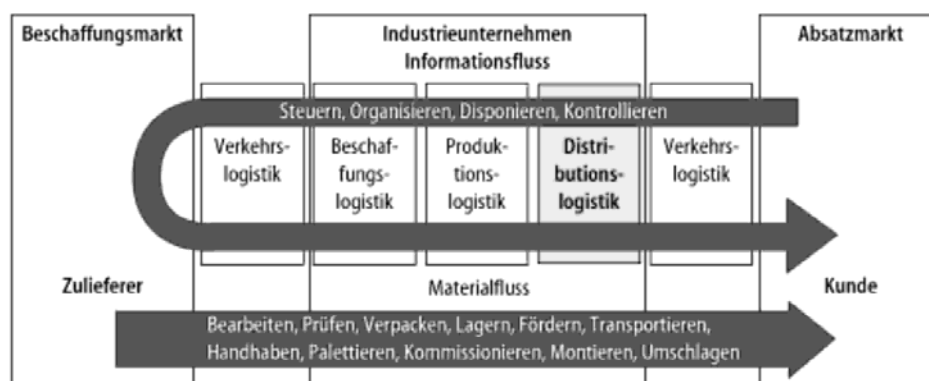 Beschaffungsmarkt
Industrieunternehmen
Informationsfluss
Absatzmarkt
Steuern, Organisieren, Disponieren, Kontrollieren
Verkehrs-
logistik
Beschaf-
fungs-
logistik
Produk-
tions-
logistik
Distri-
butions-
logistik
Verkehrs-
logistik
Zulieferer
Materialfluss
Kunde
Bearbeiten, Prüfen, Verpacken, Lagern, Fördern, Transportieren,
Handhaben, Palettieren, Kommissionieren, Montieren, Umschlagen